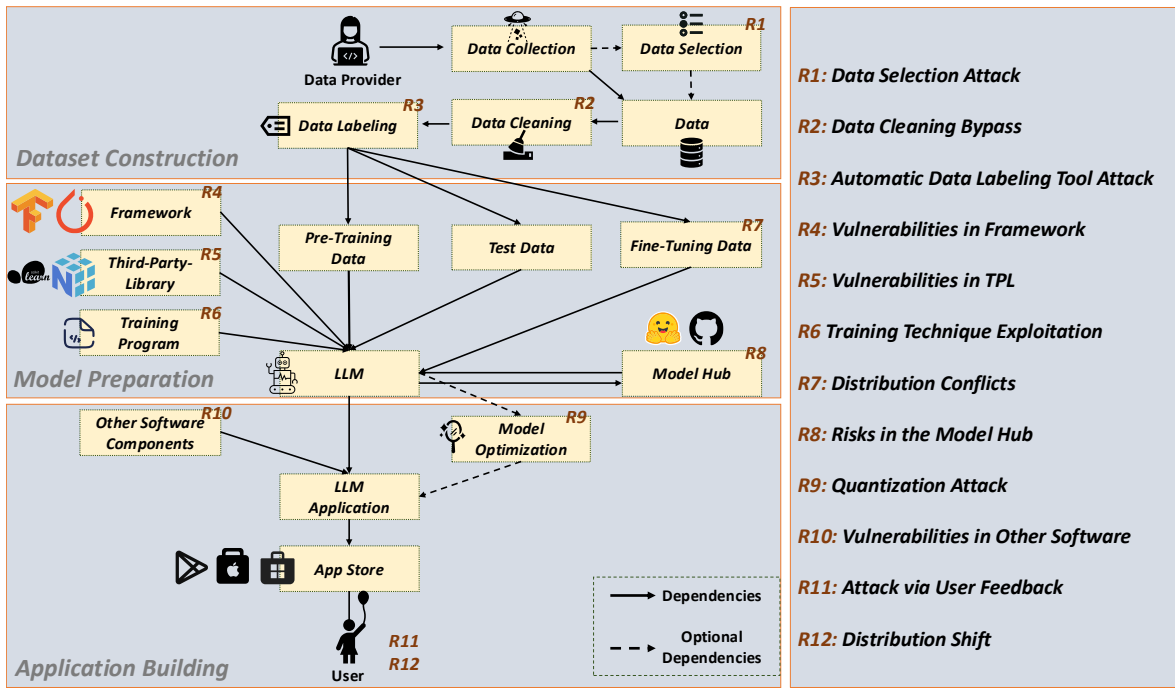 R1
Data Collection
Data Selection
Data Provider
R3
R2
Data Labeling
Data Cleaning
Data
Dataset Construction
R4
Framework
R7
Pre-Training
Data
Test Data
Fine-Tuning Data
R5
Third-Party-
Library
learn
R6
Training
Program
R8
LLM
Model Hub
Model Preparation
R10
Other Software
Components
R9
Model
Optimization
LLM
Application
App Store
Dependencies
Optional
Dependencies
R11
R12
User
Application Building
R1: Data Selection Attack
R2: Data Cleaning Bypass
R3: Automatic Data Labeling Tool Attack
R4: Vulnerabilities in Framework
R5: Vulnerabilities in TPL
R6 Training Technique Exploitation
R7: Distribution Conflicts
R8: Risks in the Model Hub
R9: Quantization Attack
R10: Vulnerabilities in Other Software
R11: Attack via User Feedback
R12: Distribution Shift